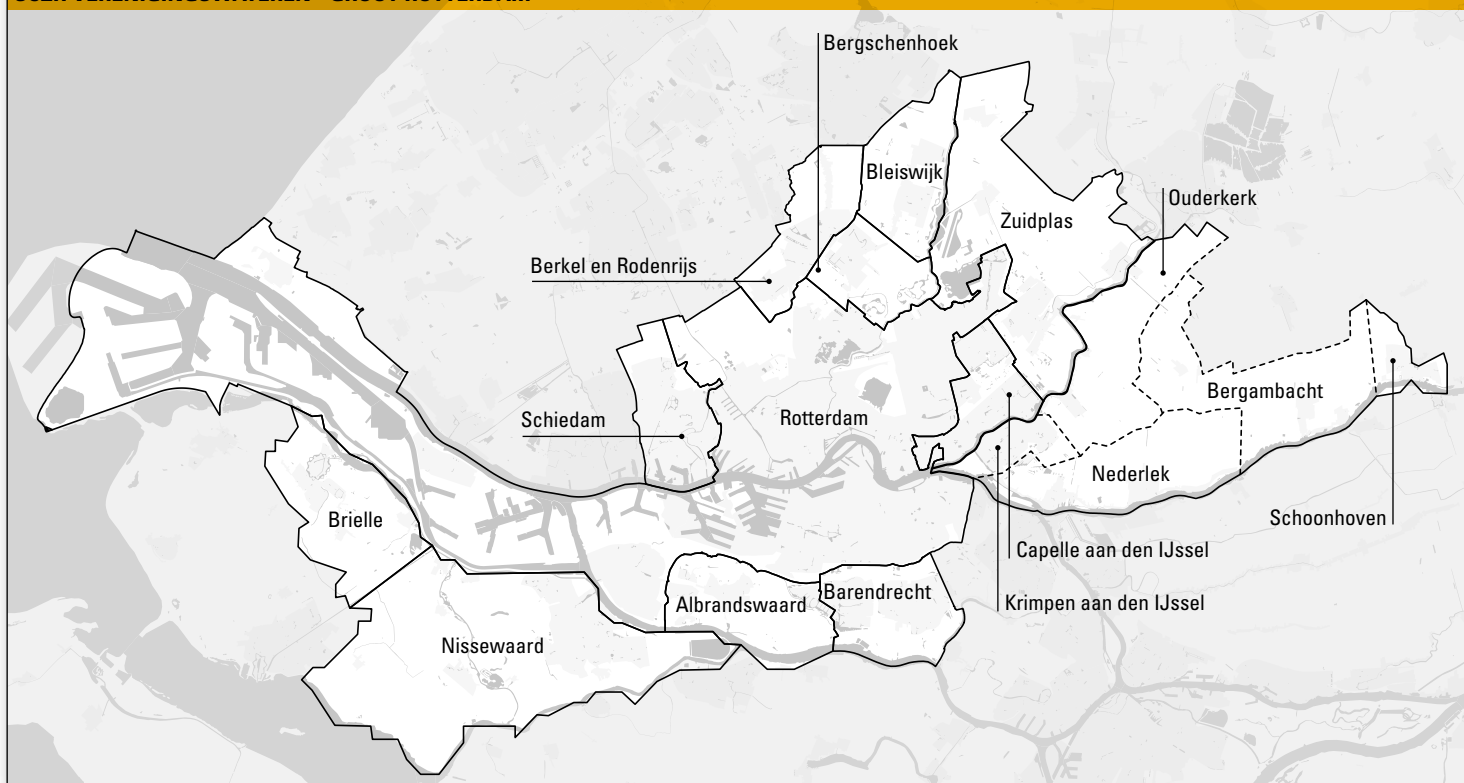 Bergschenhoek
Bleiswijk
Ouderkerk
Zuidplas
Berkel en Rodenrijs
Bergambacht
Schiedam
Rotterdam
Nederlek
Brielle
Schoonhoven
Capelle aan den IJssel
Albrandswaard
Barendrecht
Krimpen aan den IJssel
Nissewaard